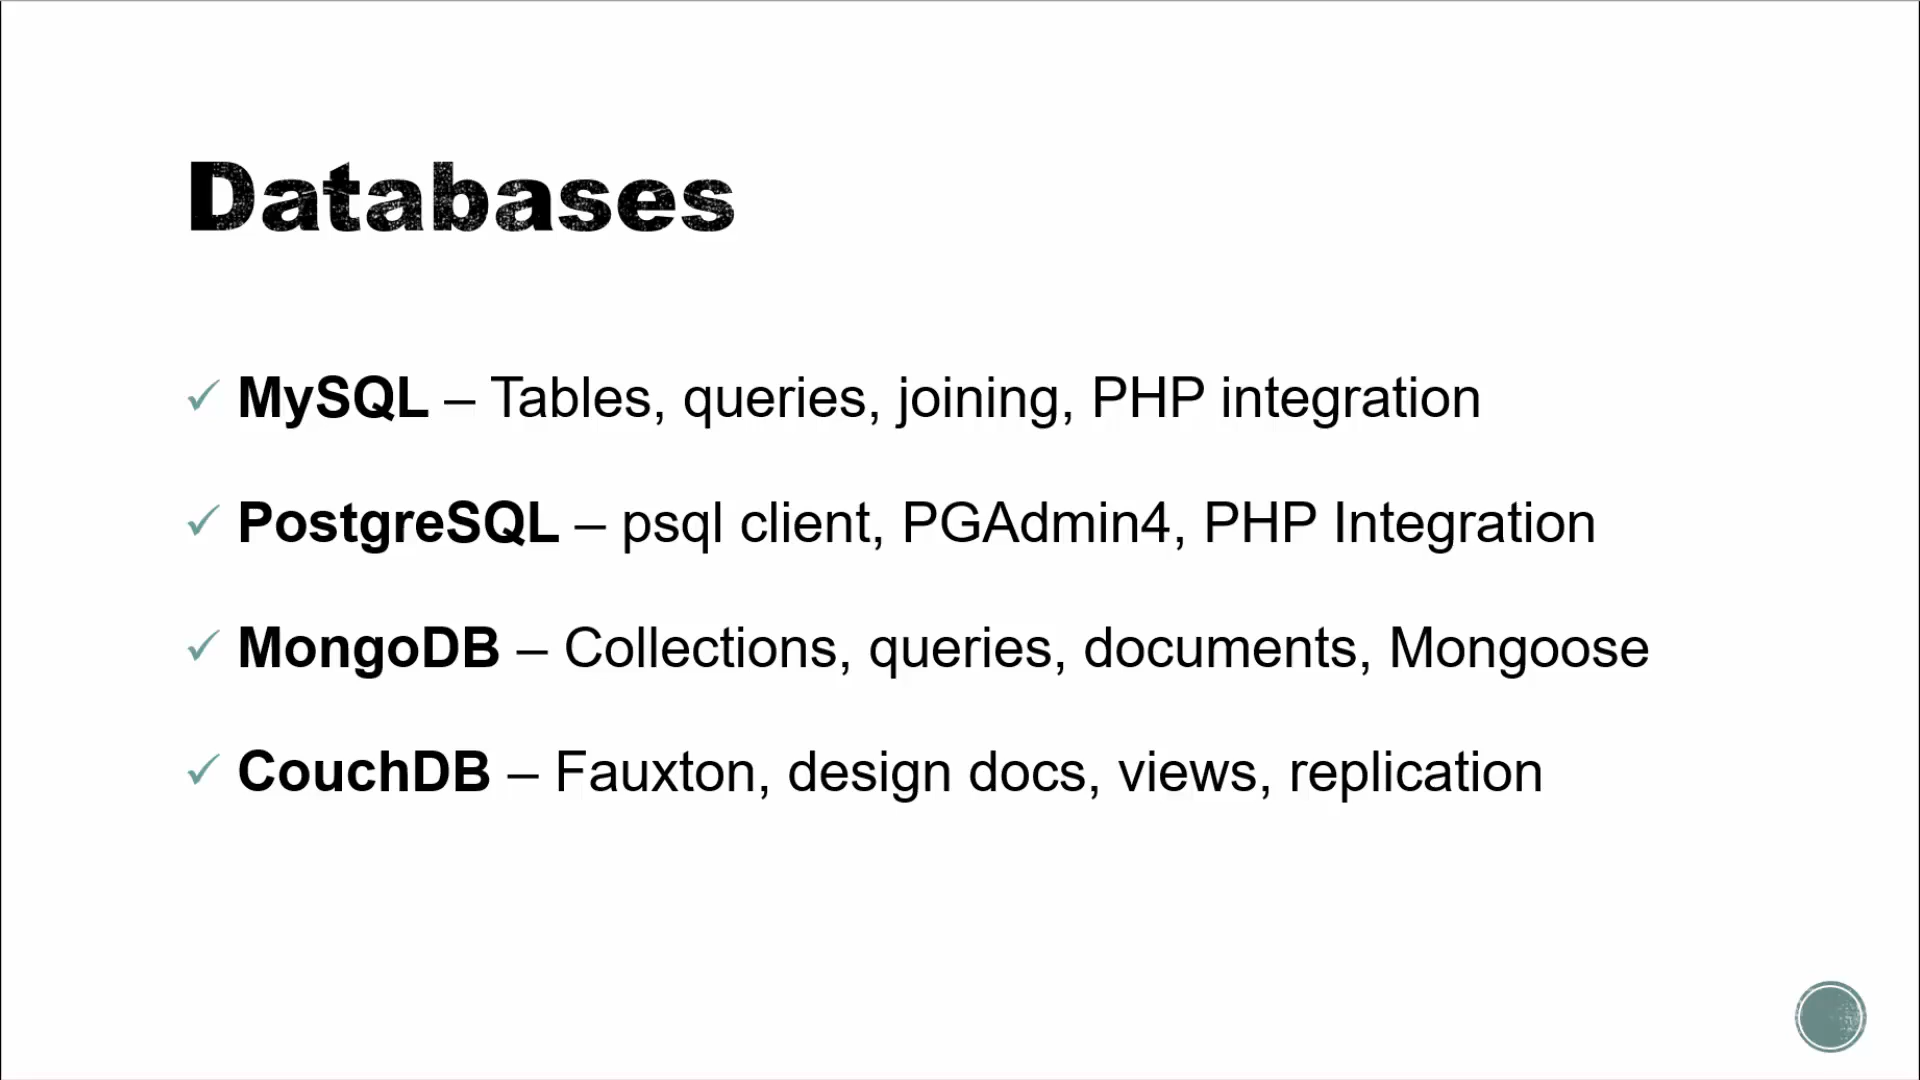 Databases
MySQL – Tables, queries, joining, PHP integration
PostgreSQL – psql client, PGAdmin4, PHP Integration
MongoDB – Collections, queries, documents, Mongoose
CouchDB – Fauxton, design docs, views, replication